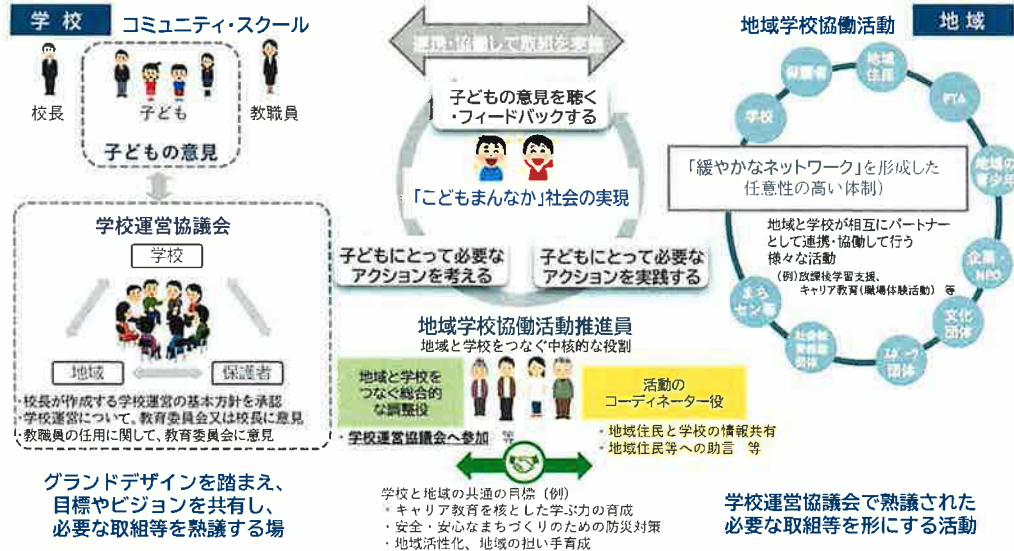 学校
コミュニティ・スクール
校長
子ども
教職員
子どもの意見
学校運営協議会
学校
地域
保護者
・校長が作成する学校運営の基本方針を承認
・学校運営について、教育委員会又は校長に意見
・教職員の任用に関して、教育委員会に意見
グランドデザインを踏まえ、
目標やビジョンを共有し、
必要な取組等を熟議する場
連携・協働して取組を実施
子どもの意見を聴く
・フィードバックする
「こどもまんなか」社会の実現
子どもにとって必要な
アクションを考える
子どもにとって必要な
アクションを実践する
地域学校協働活動推進員
地域と学校をつなぐ中核的な役割
地域と学校を
つなぐ総合的
な調整役
・学校運営協議会へ参加 等
活動の
コーディネーター役
・地域住民と学校の情報共有
・地域住民等への助言 等
学校と地域の共通の目標（例）
・キャリア教育を核とした学ぶ力の育成
・安全・安心なまちづくりのための防災対策
・地域活性化、地域の担い手育成
地域学校協働活動
地域
学校
保護者
地域
住民
PTA
地域の
青少年
企業・
NPO
文化
団体
スポーツ
団体
まち
セン等
「緩やかなネットワーク」を形成した
任意性の高い体制）
地域と学校が相互にパートナー
として連携・協働して行う
様々な活動
（例）放課後学習支援、
キャリア教育（職場体験活動） 等
学校運営協議会で熟議された
必要な取組等を形にする活動